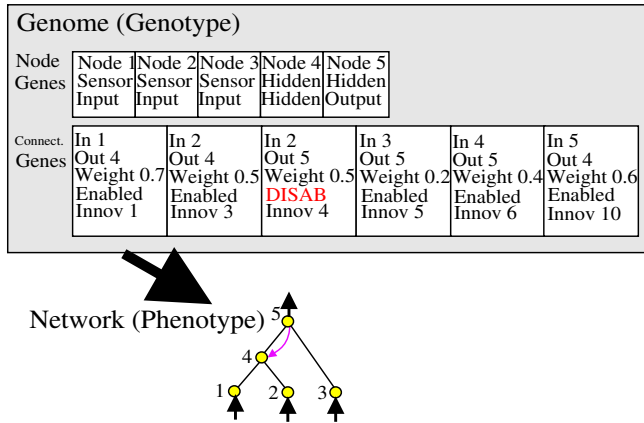 Genome (Genotype)
Node Genes
Node 1 Sensor Input
Node 2 Sensor Input
Node 3 Sensor Input
Node 4 Hidden Hidden
Node 5 Hidden Output
Connect. Genes
In 1
Out 4
Weight 0.7
Enabled
Innov 1
In 2
Out 4
Weight 0.5
Enabled
Innov 3
In 2
Out 5
Weight 0.5
DISAB
Innov 4
In 3
Out 5
Weight 0.2
Enabled
Innov 5
In 4
Out 5
Weight 0.4
Enabled
Innov 6
In 5
Out 4
Weight 0.6
Enabled
Innov 10
Network (Phenotype)
5
4
1
2
3